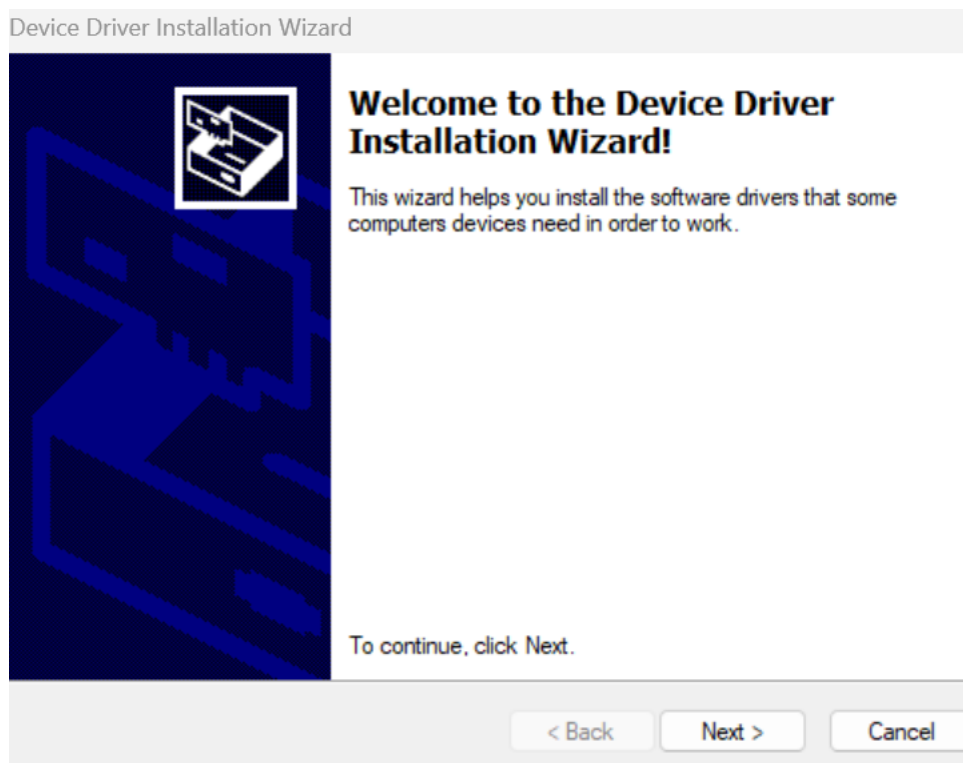 Device Driver Installation Wizard
Welcome to the Device Driver
Installation Wizard!
This wizard helps you install the software drivers that some
computers devices need in order to work.
To continue, click Next.
< Back
Next >
Cancel